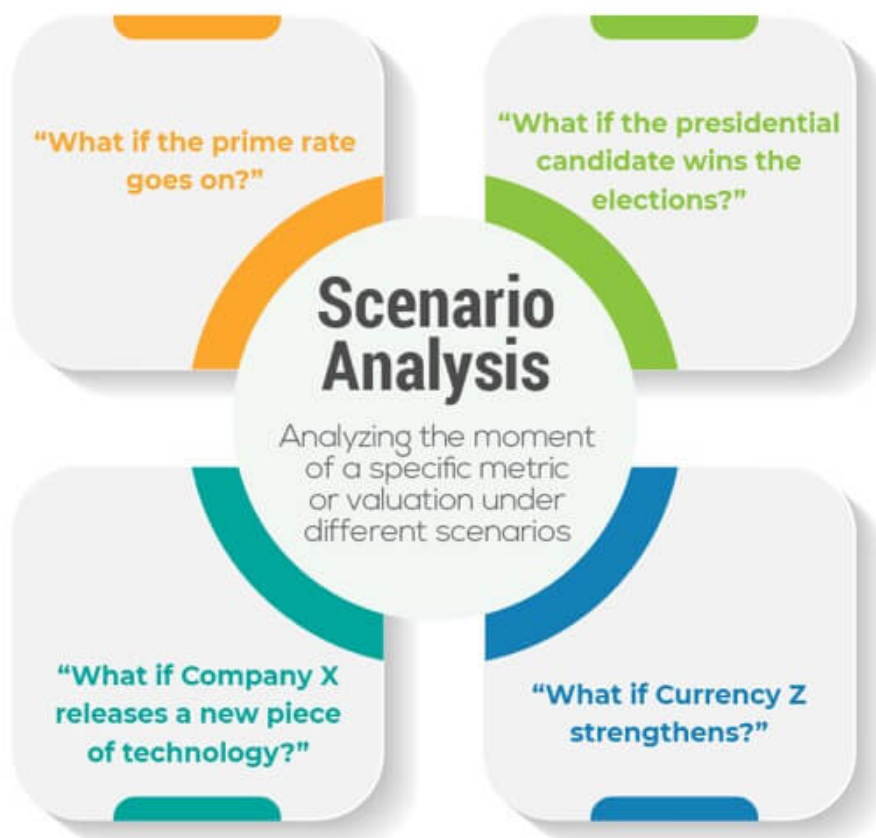 “What if the prime rate
goes on?”
“What if the presidential
candidate wins the
elections?”
Scenario
Analysis
Analyzing the moment
of a specific metric
or valuation under
different scenarios
“What if Company X
releases a new piece
of technology?”
“What if Currency Z
strengthens?”